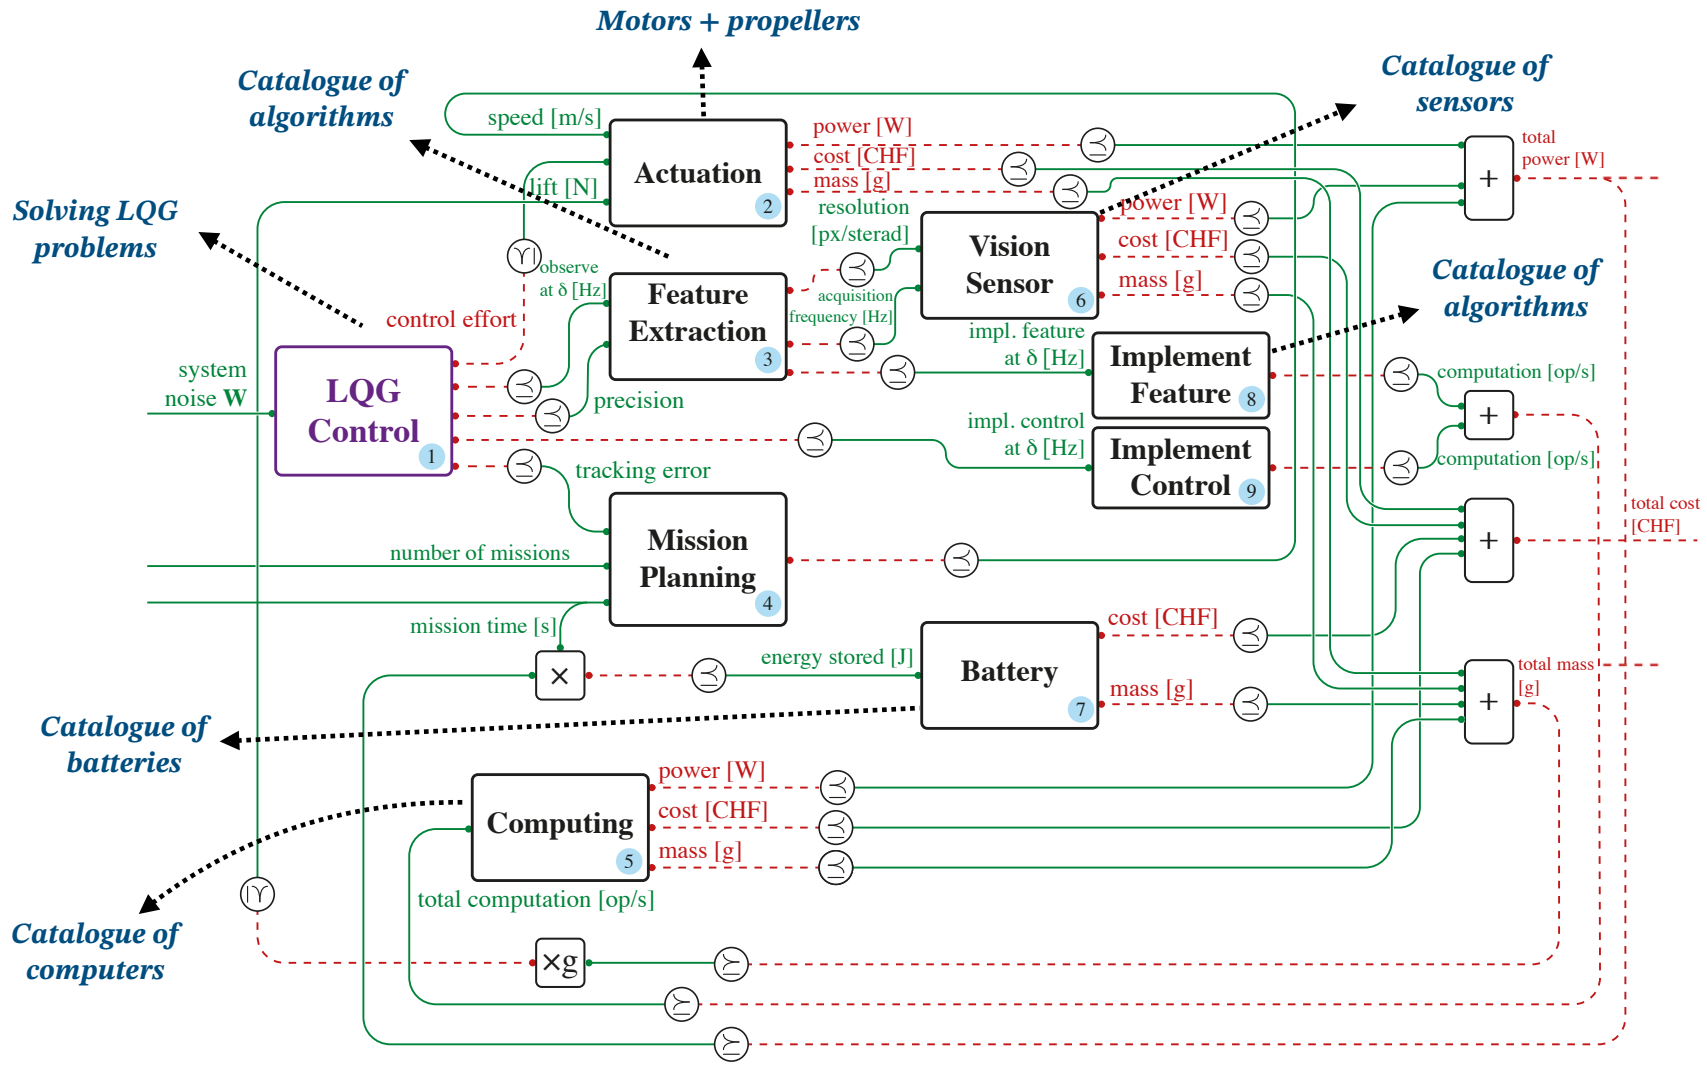 Motors + propellers
Catalogue of
algorithms
Catalogue of
sensors
speed [m/s]
lift [N]
Actuation
2
power [W]
cost [CHF]
mass [g]
total
power [W]
+
Solving LQG
problems
resolution
[px/sterad]
acquisition
frequency [Hz]
Vision
Sensor
6
power [W]
cost [CHF]
mass [g]
observe
at δ [Hz]
Feature
Extraction
3
control effort
precision
Catalogue of
algorithms
system
noise W
LQG
Control
1
impl. feature
at δ [Hz]
Implement
Feature
8
computation [op/s]
+
computation [op/s]
impl. control
at δ [Hz]
Implement
Control
9
tracking error
number of missions
mission time [s]
Mission
Planning
4
total cost
[CHF]
+
×
energy stored [J]
Battery
7
cost [CHF]
mass [g]
total mass
[g]
+
Catalogue of
batteries
Computing
5
power [W]
cost [CHF]
mass [g]
total computation [op/s]
Catalogue of
computers
×g